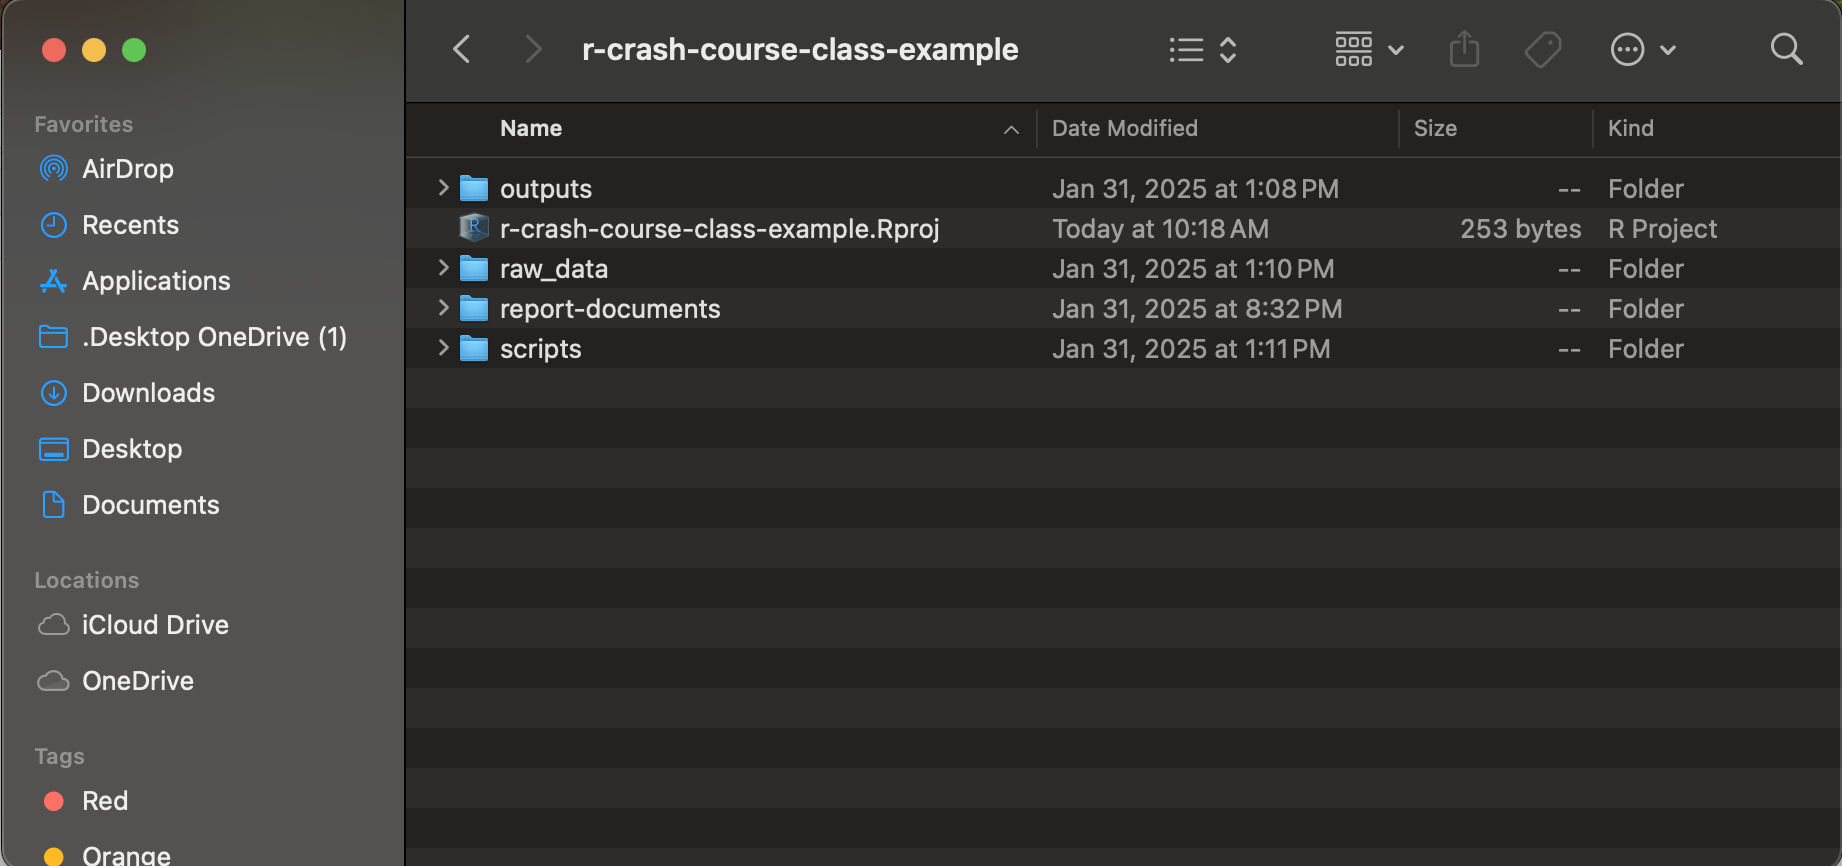 r-crash-course-class-example
Favorites
AirDrop
Recents
Applications
.Desktop OneDrive (1)
Downloads
Desktop
Documents
Locations
iCloud Drive
OneDrive
Tags
Red
Orange
Name Date Modified Size Kind
outputs Jan 31, 2025 at 1:08 PM -- Folder
r-crash-course-class-example.Rproj Today at 10:18 AM 253 bytes R Project
raw_data Jan 31, 2025 at 1:10 PM -- Folder
report-documents Jan 31, 2025 at 8:32 PM -- Folder
scripts Jan 31, 2025 at 1:11 PM -- Folder